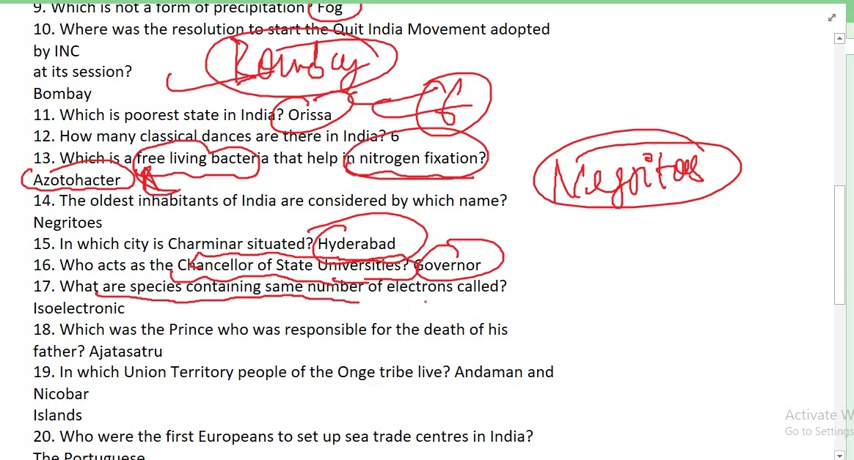 9. Which is not a form of precipitation? Fog
10. Where was the resolution to start the Quit India Movement adopted
by INC
at its session?
Bombay
Bombay
11. Which is poorest state in India? Orissa
6
12. How many classical dances are there in India? 6
13. Which is a free living bacteria that help in nitrogen fixation?
Azotohacter
Negritoes
14. The oldest inhabitants of India are considered by which name?
Negritoes
15. In which city is Charminar situated? Hyderabad
16. Who acts as the Chancellor of State Universities? Governor
17. What are species containing same number of electrons called?
Isoelectronic
18. Which was the Prince who was responsible for the death of his
father? Ajatasatru
19. In which Union Territory people of the Onge tribe live? Andaman and
Nicobar
Islands
Activate W
Go to Settings
20. Who were the first Europeans to set up sea trade centres in India?
The Portuguese